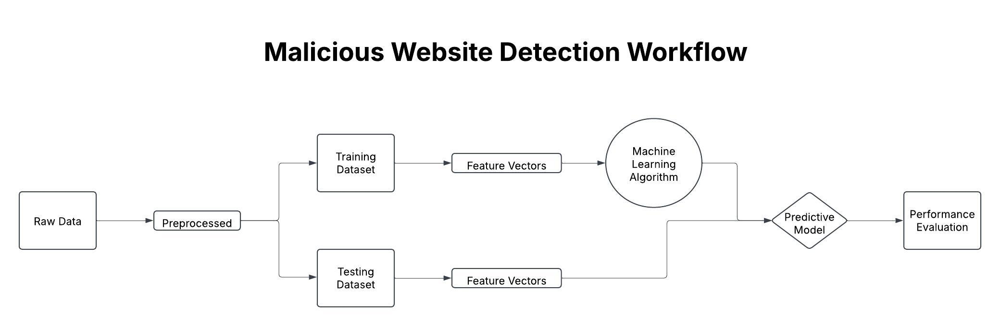 Malicious Website Detection Workflow
Raw Data
Preprocessed
Training
Dataset
Feature Vectors
Machine
Learning
Algorithm
Testing
Dataset
Feature Vectors
Predictive
Model
Performance
Evaluation